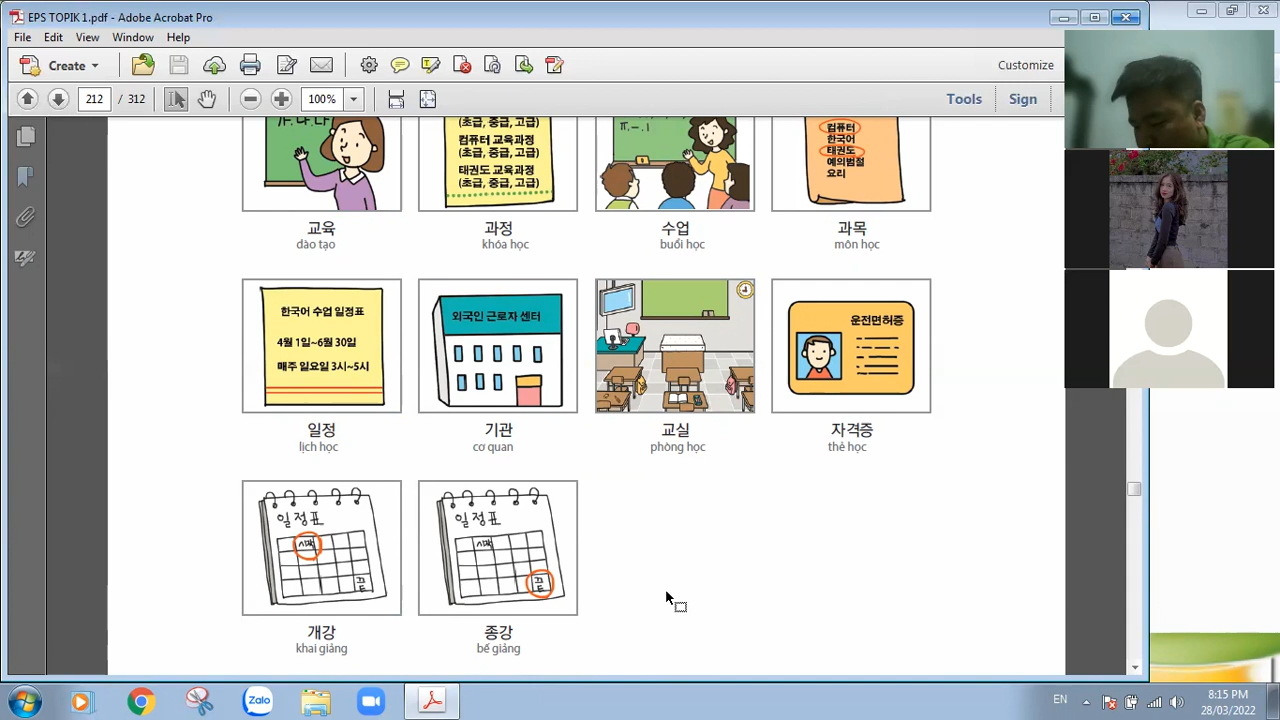 EPS TOPIK 1.pdf - Adobe Acrobat Pro
File Edit View Window Help
Create
Customize
212 / 312
100%
Tools Sign
가. 나. 다
(초급, 중급, 고급)
컴퓨터 교육과정
(초급, 중급, 고급)
태권도 교육과정
(초급, 중급, 고급)
컴퓨터
한국어
태권도
예의범절
요리
교육
dào tạo
과정
khóa học
수업
buổi học
과목
môn học
한국어 수업 일정표
4월 1일~6월 30일
매주 일요일 3시~5시
외국인 근로자 센터
운전면허증
일정
lịch học
기관
cơ quan
교실
phòng học
자격증
thẻ học
일정표
시작
끝
일정표
시작
끝
개강
khai giảng
종강
bế giảng
Zalo
EN
8:15 PM
28/03/2022